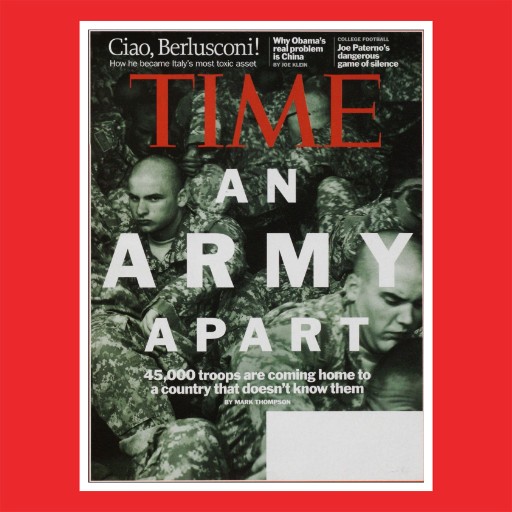 Ciao, Berlusconi!
How he became Italy's most toxic asset
Why Obama's
real problem
is China
BY JOE KLEIN
COLLEGE FOOTBALL
Joe Paterno's
dangerous
game of silence
TIME
AN
ARMY
APART
45,000 troops are coming home to
a country that doesn't know them
BY MARK THOMPSON